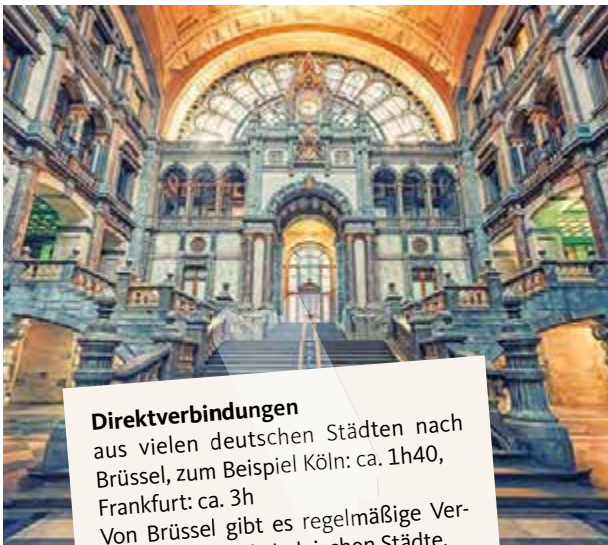 Direktverbindungen
aus vielen deutschen Städten nach
Brüssel, zum Beispiel Köln: ca. 1h40,
Frankfurt: ca. 3h
Von Brüssel gibt es regelmäßige Ver-
Städte.